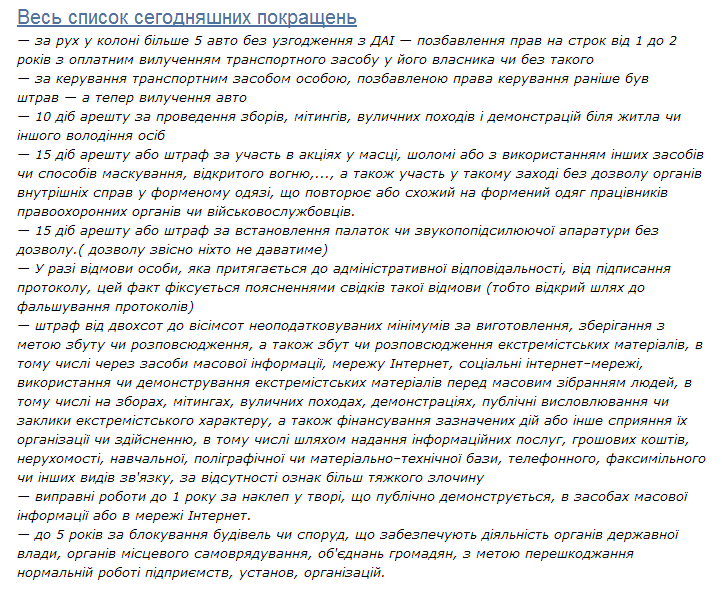 Весь список сегодняшних покращень
— за рух у колоні більше 5 авто без узгодження з ДАІ — позбавлення прав на строк від 1 до 2
років з оплатним вилученням транспортного засобу у його власника чи без такого
— за керування транспортним засобом особою, позбавленою права керування раніше був
штрав — а тепер вилучення авто
— 10 діб арешту за проведення зборів, мітингів, вуличних походів і демонстрацій біля житла чи
іншого володіння осіб
— 15 діб арешту або штраф за участь в акціях у масці, шоломі або з використанням інших засобів
чи способів маскування, відкритого вогню,..., а також участь у такому заході без дозволу органів
внутрішніх справ у форменому одязі, що повторює або схожий на формений одяг працівників
правоохоронних органів чи військовослужбовців.
— 15 діб арешту або штраф за встановлення палаток чи звукопопідсилюючої апаратури без
дозволу.( дозволу звісно ніхто не даватиме)
— У разі відмови особи, яка притягається до адміністративної відповідальності, від підписання
протоколу, цей факт фіксується поясненнями свідків такої відмови (тобто відкрий шлях до
фальшування протоколів)
— штраф від двохсот до вісімсот неоподатковуваних мінімумів за виготовлення, зберігання з
метою збуту чи розповсюдження, а також збут чи розповсюдження екстремістських матеріалів, в
тому числі через засоби масової інформації, мережу Інтернет, соціальні інтернет–мережі,
використання чи демонстрування екстремістських матеріалів перед масовим зібранням людей, в
тому числі на зборах, мітингах, вуличних походах, демонстраціях, публічні висловлювання чи
заклики екстремістського характеру, а також фінансування зазначених дій або інше сприяння їх
організації чи здійсненню, в тому числі шляхом надання інформаційних послуг, грошових коштів,
нерухомості, навчальної, поліграфічної чи матеріально–технічної бази, телефонного, факсимільного
чи інших видів зв'язку, за відсутності ознак більш тяжкого злочину
— виправні роботи до 1 року за наклеп у творі, що публічно демонструється, в засобах масової
інформації або в мережі Інтернет.
— до 5 років за блокування будівель чи споруд, що забезпечують діяльність органів державної
влади, органів місцевого самоврядування, об'єднань громадян, з метою перешкоджання
нормальній роботі підприємств, установ, організацій.